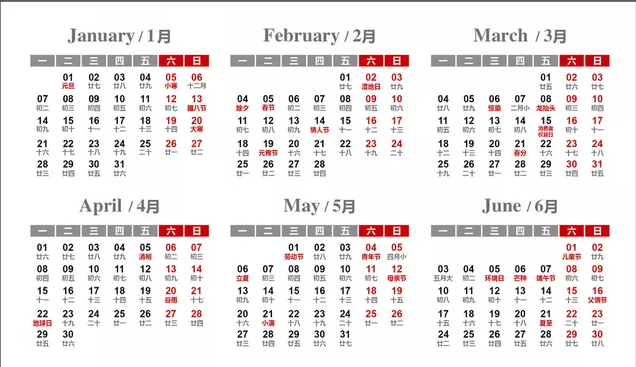 January / 1月
一 二 三 四 五 六 日
01 02 03 04 05 06
元旦 廿七 廿八 廿九 小寒 十二月
07 08 09 10 11 12 13
初二 初三 初四 初五 初六 初七 腊八节
14 15 16 17 18 19 20
初九 初十 十一 十二 十三 十四 大寒
21 22 23 24 25 26 27
十六 十七 十八 十九 二十 廿一 廿二
28 29 30 31
廿三 廿四 廿五 廿六
February / 2月
一 二 三 四 五 六 日
01 02 03
廿七 湿地日 廿九
04 05 06 07 08 09 10
除夕 春节 初二 初三 初四 初五 初六
11 12 13 14 15 16 17
初七 初八 初九 情人节 十一 十二 十三
18 19 20 21 22 23 24
十四 元宵节 十六 十七 十八 十九 二十
25 26 27 28
廿一 廿二 廿三 廿四
March / 3月
一 二 三 四 五 六 日
01 02 03
廿五 廿六 廿七
04 05 06 07 08 09 10
廿八 廿九 惊蛰 二月小 龙抬头 初三 初四
11 12 13 14 15 16 17
初五 初六 初七 初八 消费者权益日 初十 十一
18 19 20 21 22 23 24
十二 十三 十四 春分 十六 十七 十八
25 26 27 28 29 30 31
十九 二十 廿一 廿二 廿三 廿四 廿五
April / 4月
一 二 三 四 五 六 日
01 02 03 04 05 06 07
廿六 廿七 廿八 廿九 清明 初二 初三
08 09 10 11 12 13 14
初四 初五 初六 初七 初八 初九 初十
15 16 17 18 19 20 21
十一 十二 十三 十四 十五 谷雨 十七
22 23 24 25 26 27 28
地球日 十九 二十 廿一 廿二 廿三 廿四
29 30
廿五 廿六
May / 5月
一 二 三 四 五 六 日
01 02 03 04 05
劳动节 廿八 廿九 青年节 四月小
06 07 08 09 10 11 12
立夏 初三 初四 初五 初六 初七 母亲节
13 14 15 16 17 18 19
初九 初十 十一 十二 十三 十四 十五
20 21 22 23 24 25 26
十六 小满 十八 十九 二十 廿一 廿二
27 28 29 30 31
廿三 廿四 廿五 廿六 廿七
June / 6月
一 二 三 四 五 六 日
01 02
儿童节 廿九
03 04 05 06 07 08 09
五月大 初二 环境日 芒种 端午节 初六 初七
10 11 12 13 14 15 16
初八 初九 初十 十一 十二 十三 父情节
17 18 19 20 21 22 23
十五 十六 十七 十八 夏至 二十 廿一
24 25 26 27 28 29 30
廿二 廿三 廿四 廿五 廿六 廿七 廿八